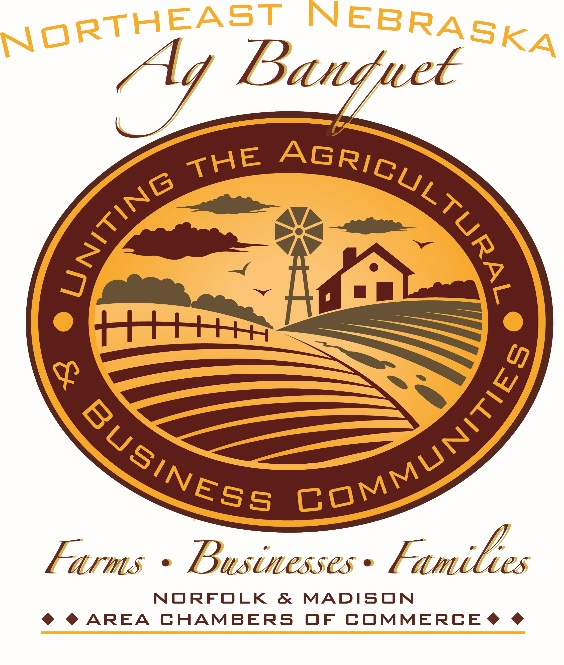 Northeast Nebraska
Ag Banquet
Uniting the Agricultural
& Business Communities
Farms • Businesses • Families
NORFOLK & MADISON
◆ ◆ AREA CHAMBERS OF COMMERCE ◆ ◆